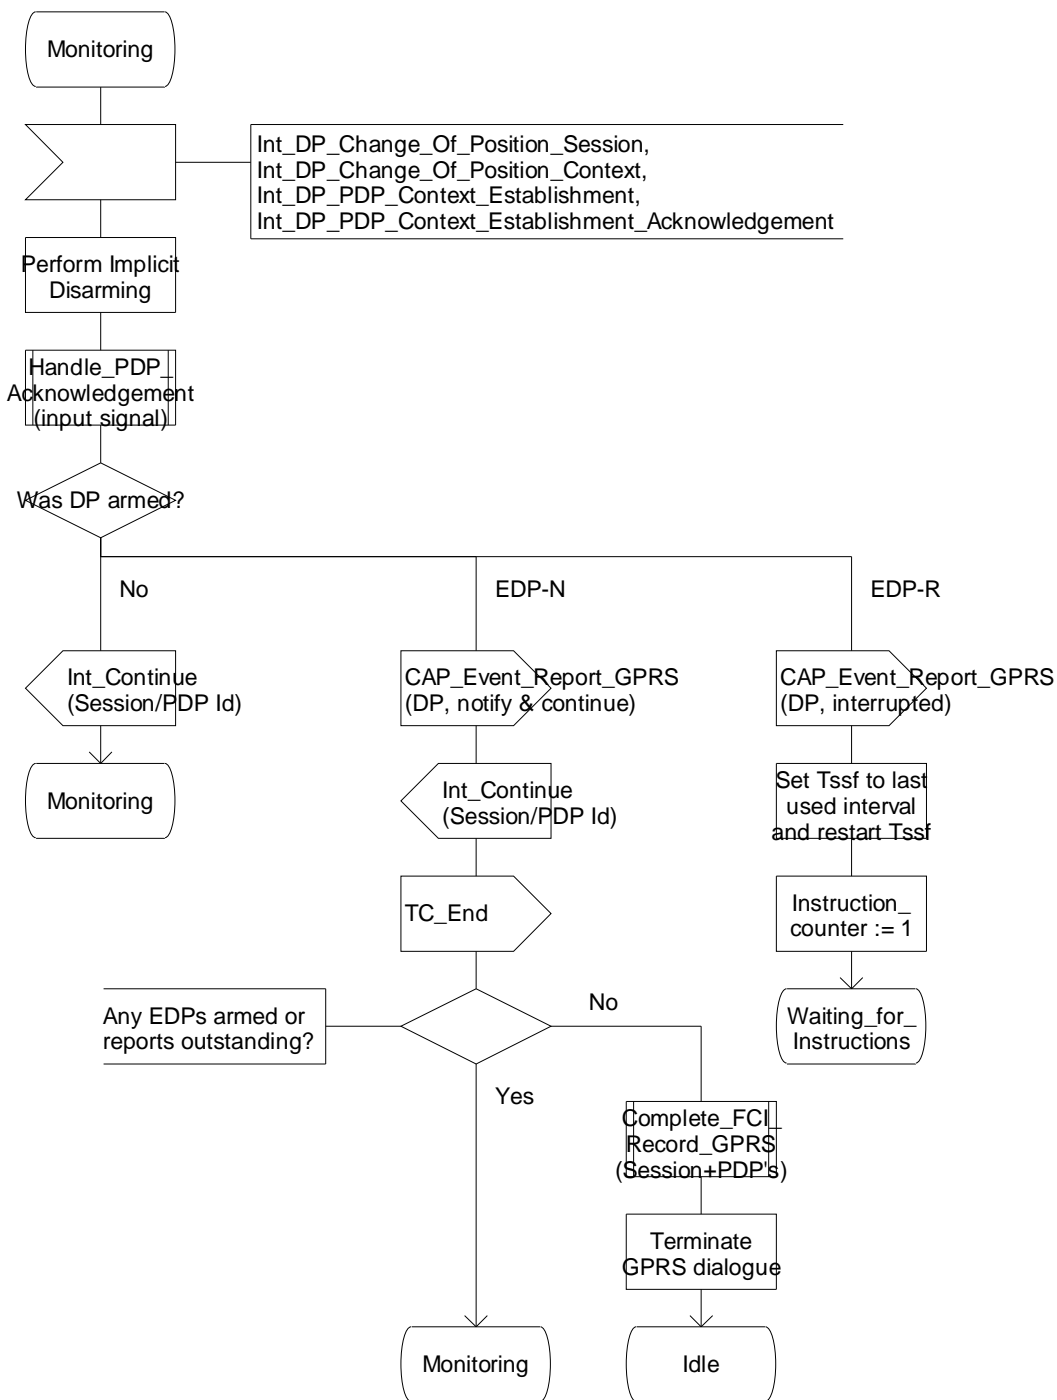 Monitoring
Int_DP_Change_Of_Position_Session,
Int_DP_Change_Of_Position_Context,
Int_DP_PDP_Context_Establishment,
Int_DP_PDP_Context_Establishment_Acknowledgement
Perform Implicit
Disarming
Handle_PDP_
Acknowledgement
(input signal)
Was DP armed?
No
EDP-N
EDP-R
Int_Continue
(Session/PDP Id)
CAP_Event_Report_GPRS
(DP, notify & continue)
CAP_Event_Report_GPRS
(DP, interrupted)
Monitoring
Int_Continue
(Session/PDP Id)
Set Tssf to last
used interval
and restart Tssf
TC_End
Instruction_
counter := 1
Any EDPs armed or
reports outstanding?
No
Yes
Waiting_for_
Instructions
Complete_FCI_
Record_GPRS
(Session+PDP's)
Terminate
GPRS dialogue
Monitoring
Idle